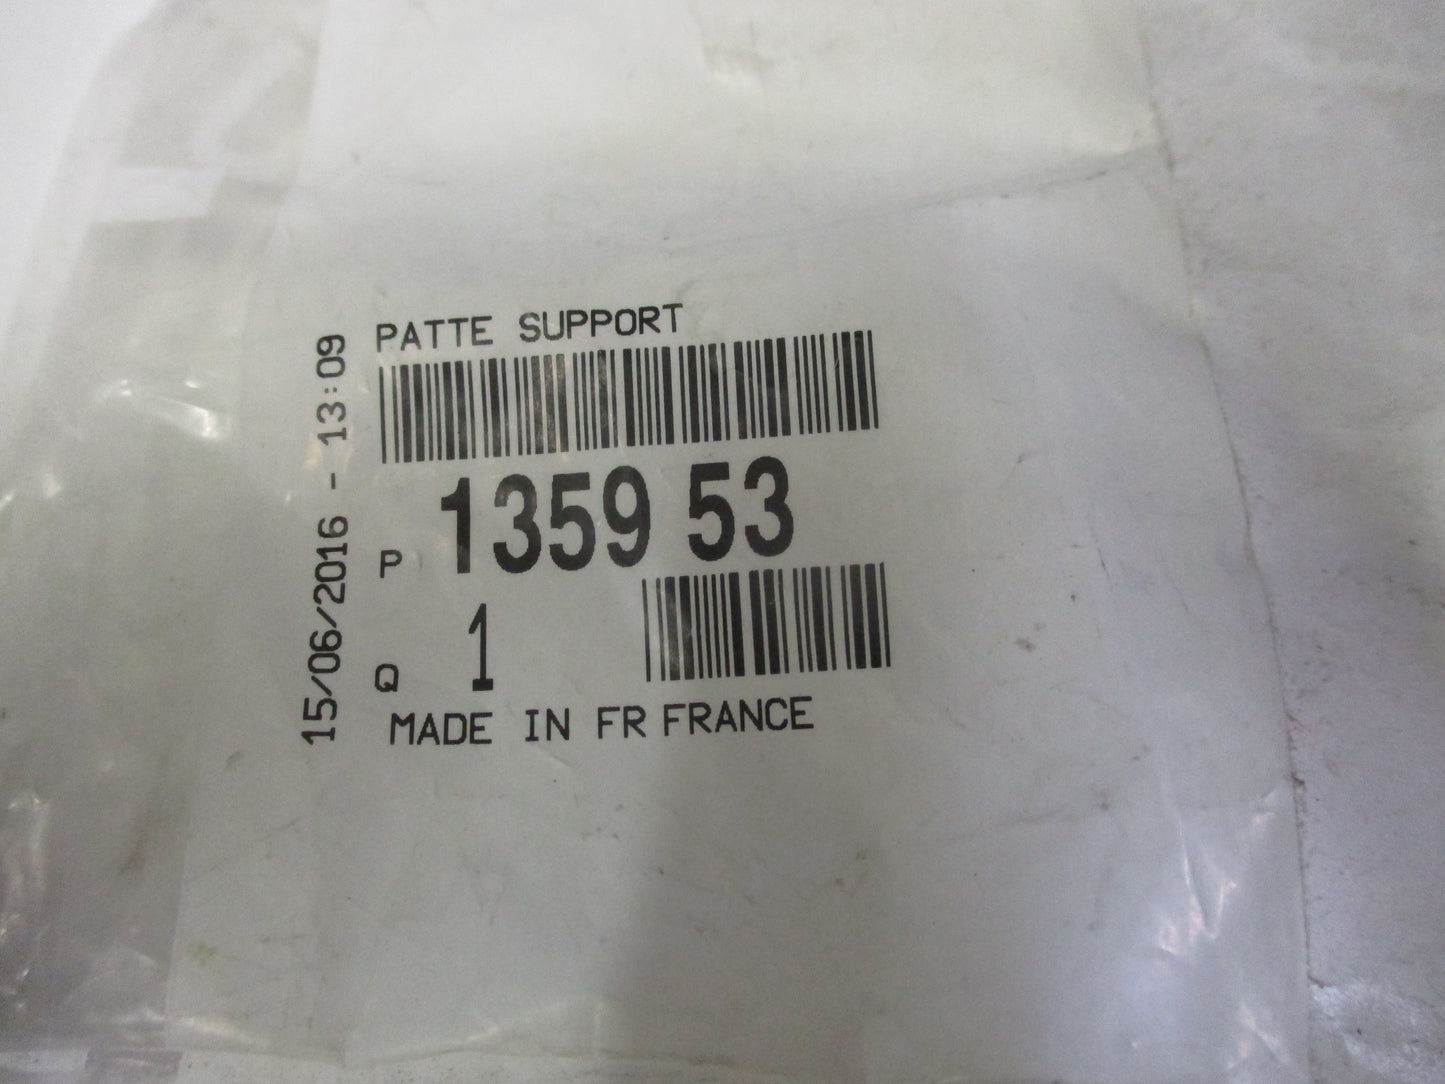 PATTE SUPPORT
P 1359 53
Q 1
MADE IN FR FRANCE
15/06/2016 - 13:09